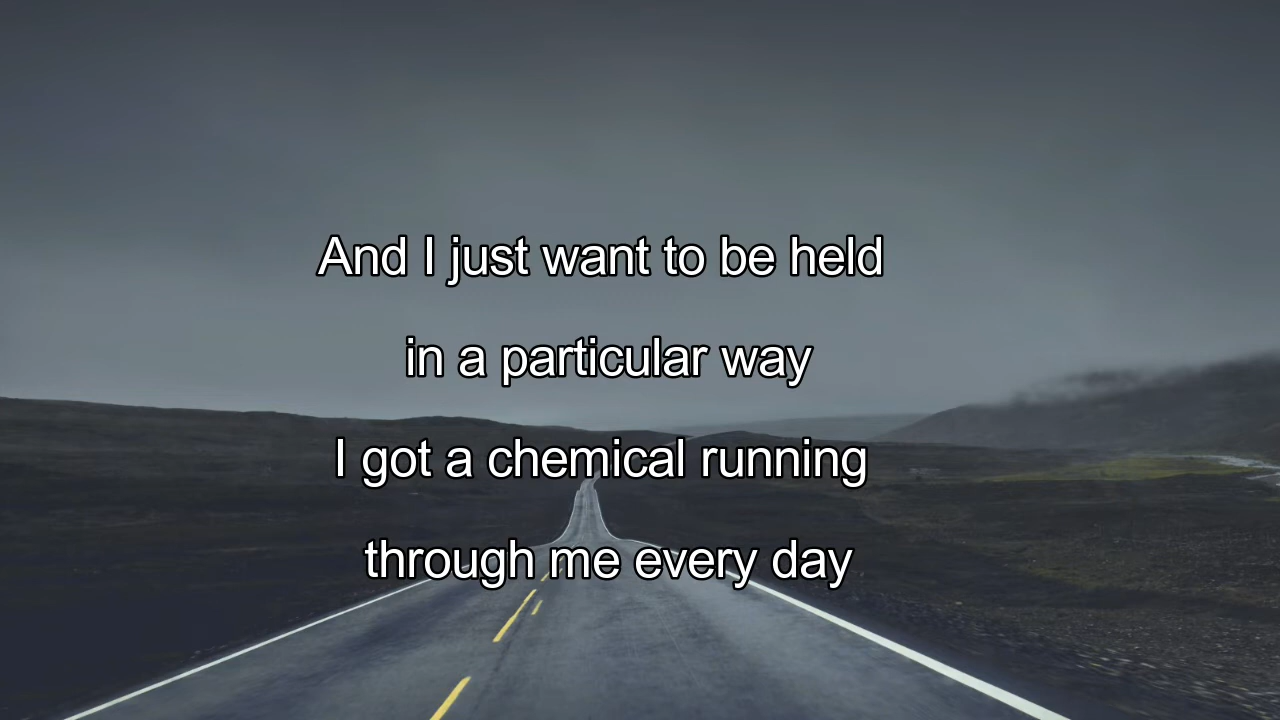 And I just want to be held
in a particular way
I got a chemical running
through me every day